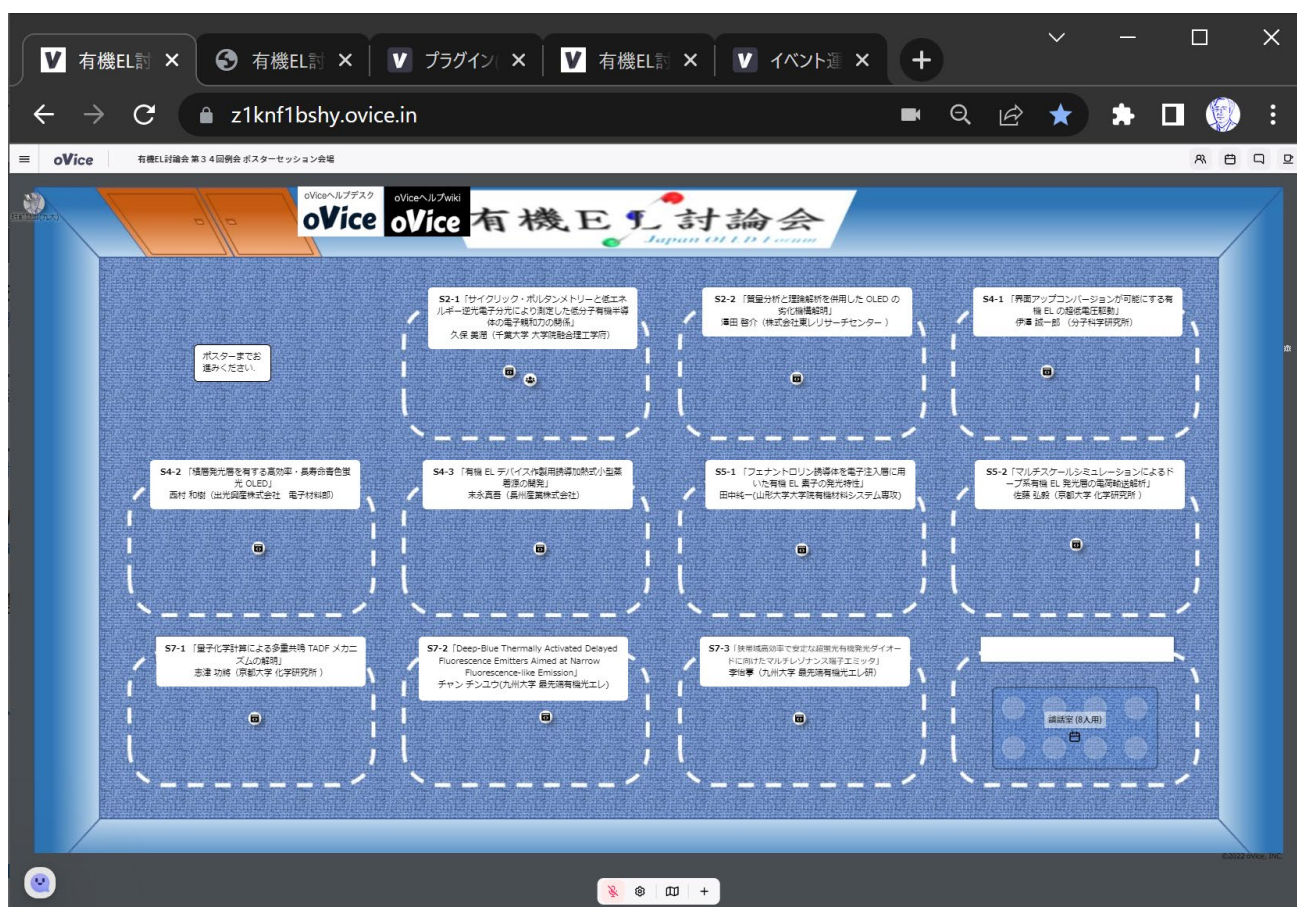 有機EL討
有機EL討
プラグイン(
有機EL討
イベント運
z1knf1bshy.ovice.in
oVice
有機EL討論会 第３４回例会 ポスターセッション会場
oViceヘルプデスク
oVice
oViceヘルプwiki
oVice
有機EL討論会
Japan OLED Forum
ポスターまでお
進みください.
S2-1「サイクリック・ボルタンメトリーと低エネ
ルギー逆光電子分光により測定した低分子有機半導
体の電子親和力の関係」
久保 美潤（千葉大学 大学院融合理工学府）
S2-2「質量分析と理論解析を併用した OLED の
劣化機構解明」
澤田 啓介（株式会社東レリサーチセンター ）
S4-1 「界面アップコンバージョンが可能にする有
機 EL の超低電圧駆動」
伊澤 誠一郎 （分子科学研究所）
S4-2 「積層発光層を有する高効率・長寿命青色蛍
光 OLED」
西村 和樹（出光興産株式会社　電子材料部）
S4-3 「有機 EL デバイス作製用誘導加熱式小型蒸
着源の開発」
末永真吾（長州産業株式会社）
S5-1 「フェナントロリン誘導体を電子注入層に用
いた有機 EL 素子の発光特性」
田中純一(山形大学大学院有機材料システム専攻)
S5-2「マルチスケールシミュレーションによるド
ープ系有機 EL 発光層の電荷輸送解析」
佐藤 弘毅（京都大学 化学研究所 ）
S7-1 「量子化学計算による多重共鳴 TADF メカニ
ズムの解明」
志津 功將（京都大学 化学研究所 ）
S7-2「Deep-Blue Thermally Activated Delayed
Fluorescence Emitters Aimed at Narrow
Fluorescence-like Emission」
チャン チンユウ(九州大学 最先端有機光エレ)
S7-3「狭帯域高効率で安定な超蛍光有機発光ダイオー
ドに向けたマルチレゾナンス端子エミッタ」
李怡夢（九州大学 最先端有機光エレ研）
談話室 (8人用)
©2022 oVice, INC.